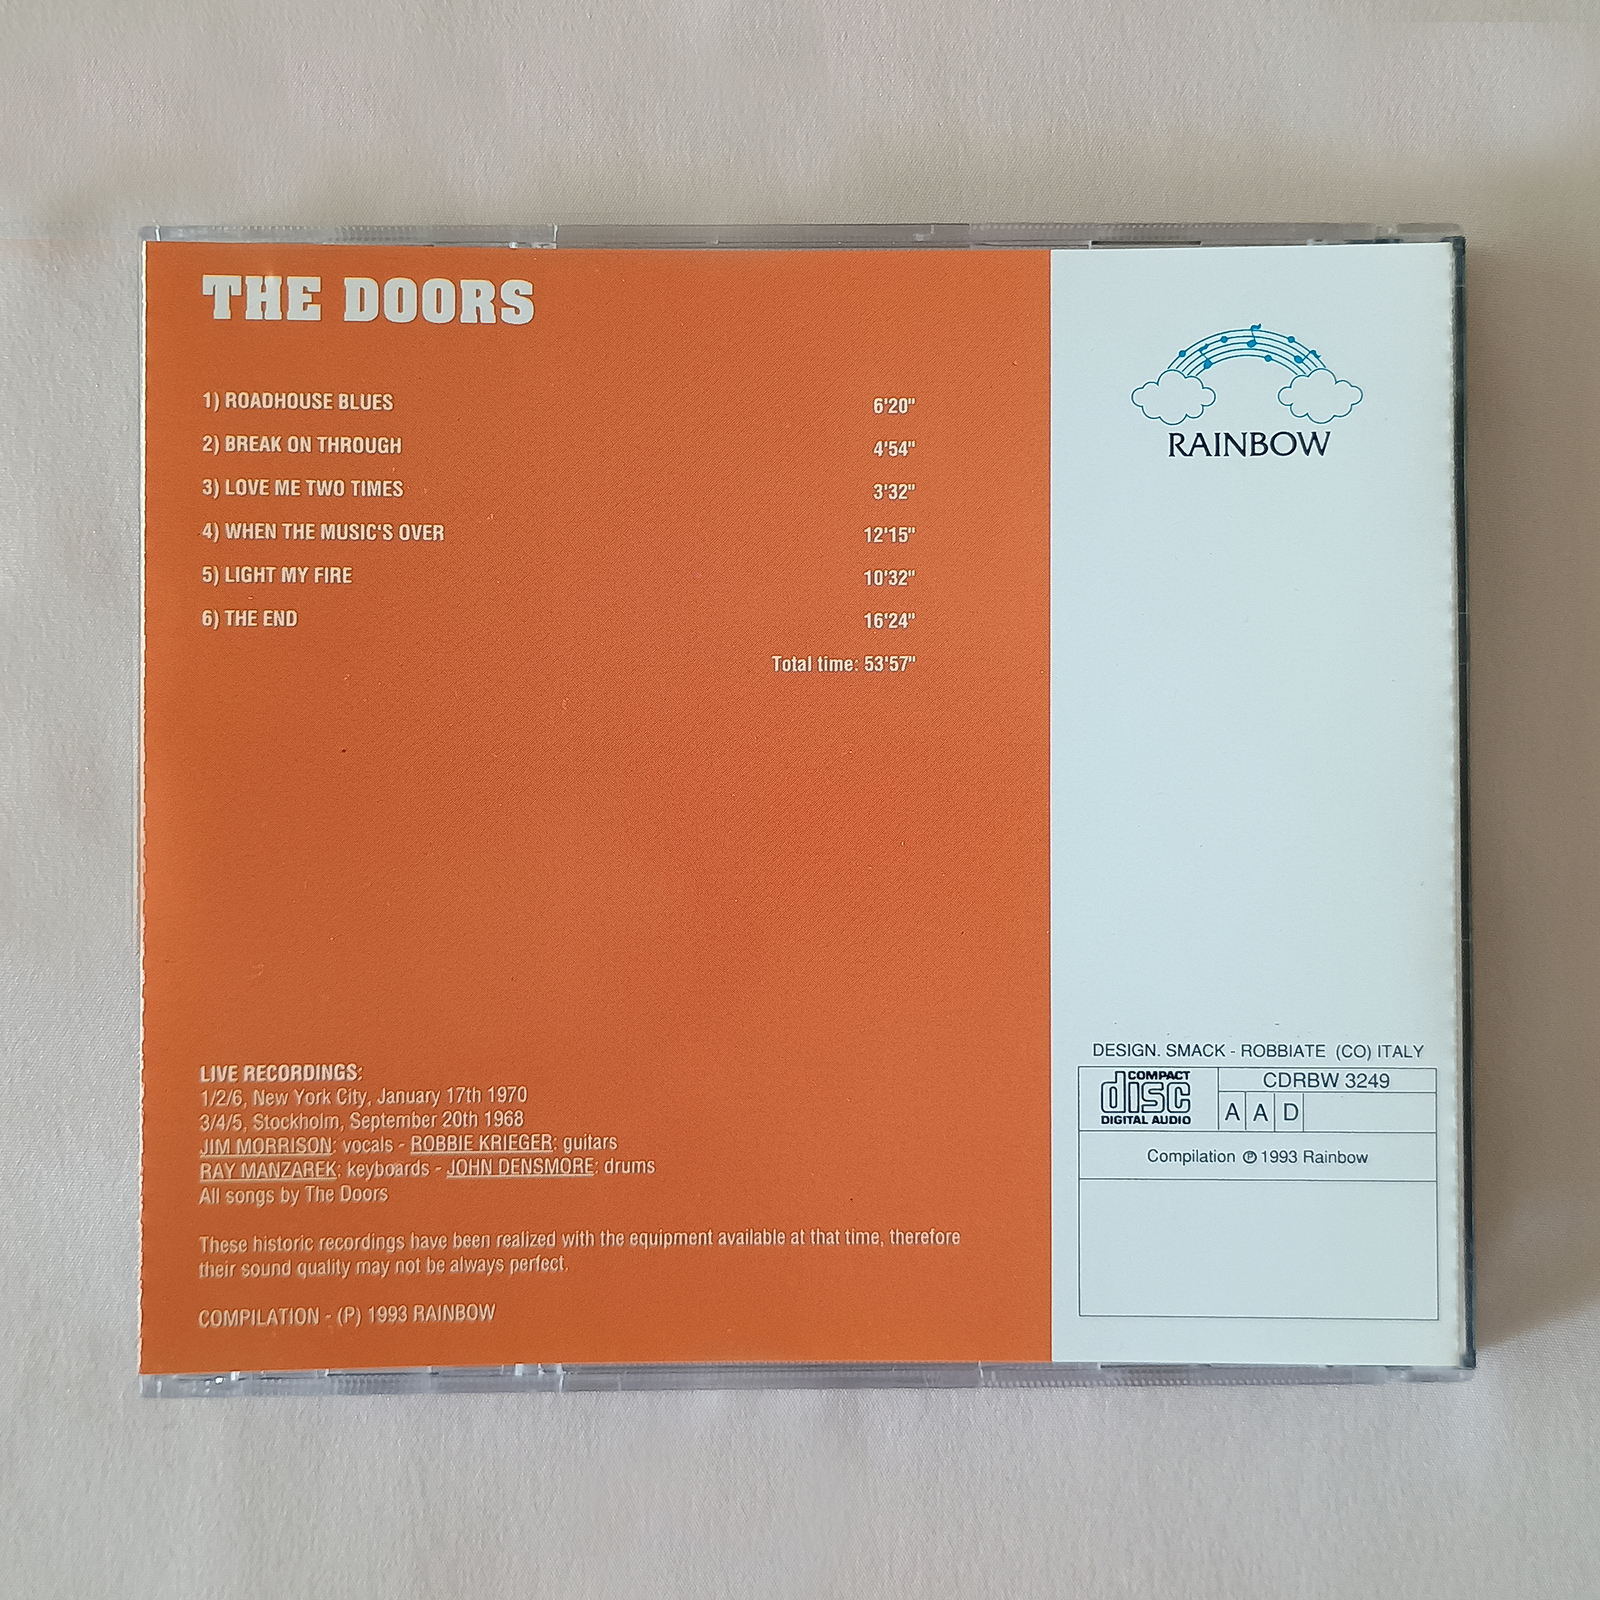 THE DOORS
1) ROADHOUSE BLUES 6'20"
2) BREAK ON THROUGH 4'54"
3) LOVE ME TWO TIMES 3'32"
4) WHEN THE MUSIC'S OVER 12'15"
5) LIGHT MY FIRE 10'32"
6) THE END 16'24"
Total time: 53'57"
LIVE RECORDINGS:
1/2/6, New York City, January 17th 1970
3/4/5, Stockholm, September 20th 1968
JIM MORRISON: vocals - ROBBIE KRIEGER: guitars
RAY MANZAREK: keyboards - JOHN DENSMORE: drums
All songs by The Doors
These historic recordings have been realized with the equipment available at that time, therefore
their sound quality may not be always perfect.
COMPILATION - (P) 1993 RAINBOW
RAINBOW
DESIGN. SMACK - ROBBIATE (CO) ITALY
COMPACT
disc
DIGITAL AUDIO
CDRBW 3249
A A D
Compilation ℗ 1993 Rainbow